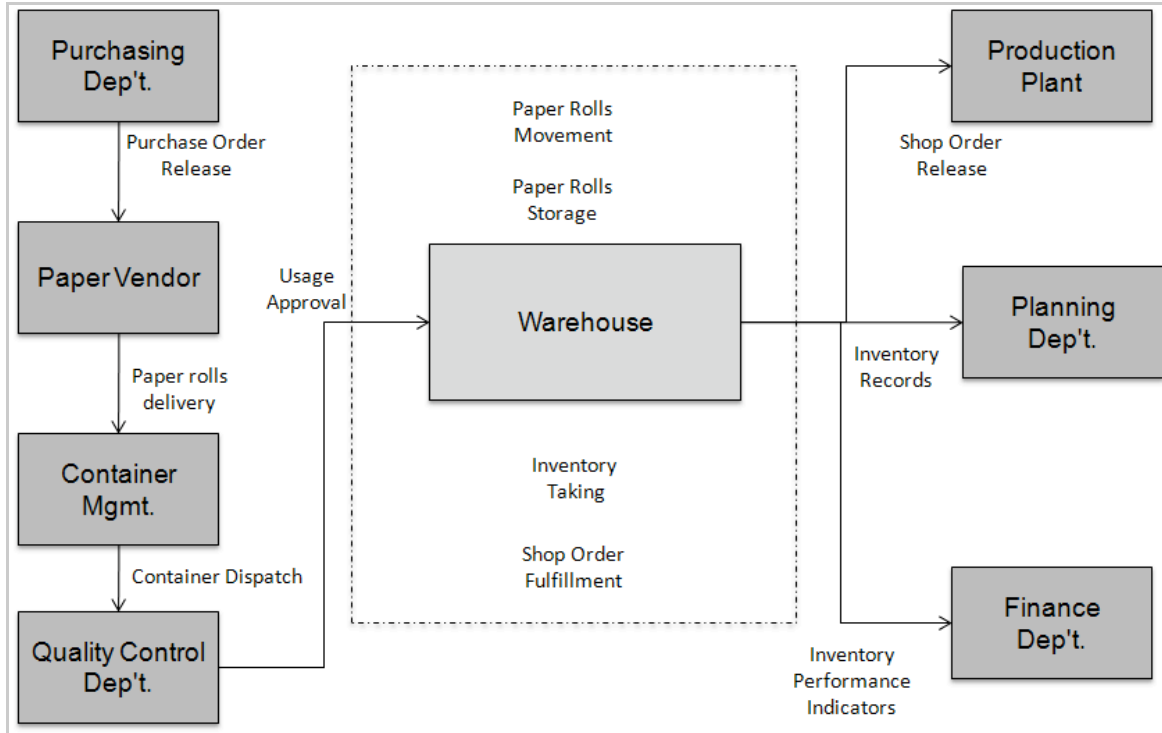 Purchasing
Dep't.
Purchase Order
Release
Paper Vendor
Paper rolls
delivery
Container
Mgmt.
Container Dispatch
Quality Control
Dep't.
Usage
Approval
Paper Rolls
Movement
Paper Rolls
Storage
Warehouse
Inventory
Taking
Shop Order
Fulfillment
Production
Plant
Shop Order
Release
Planning
Dep't.
Inventory
Records
Finance
Dep't.
Inventory
Performance
Indicators